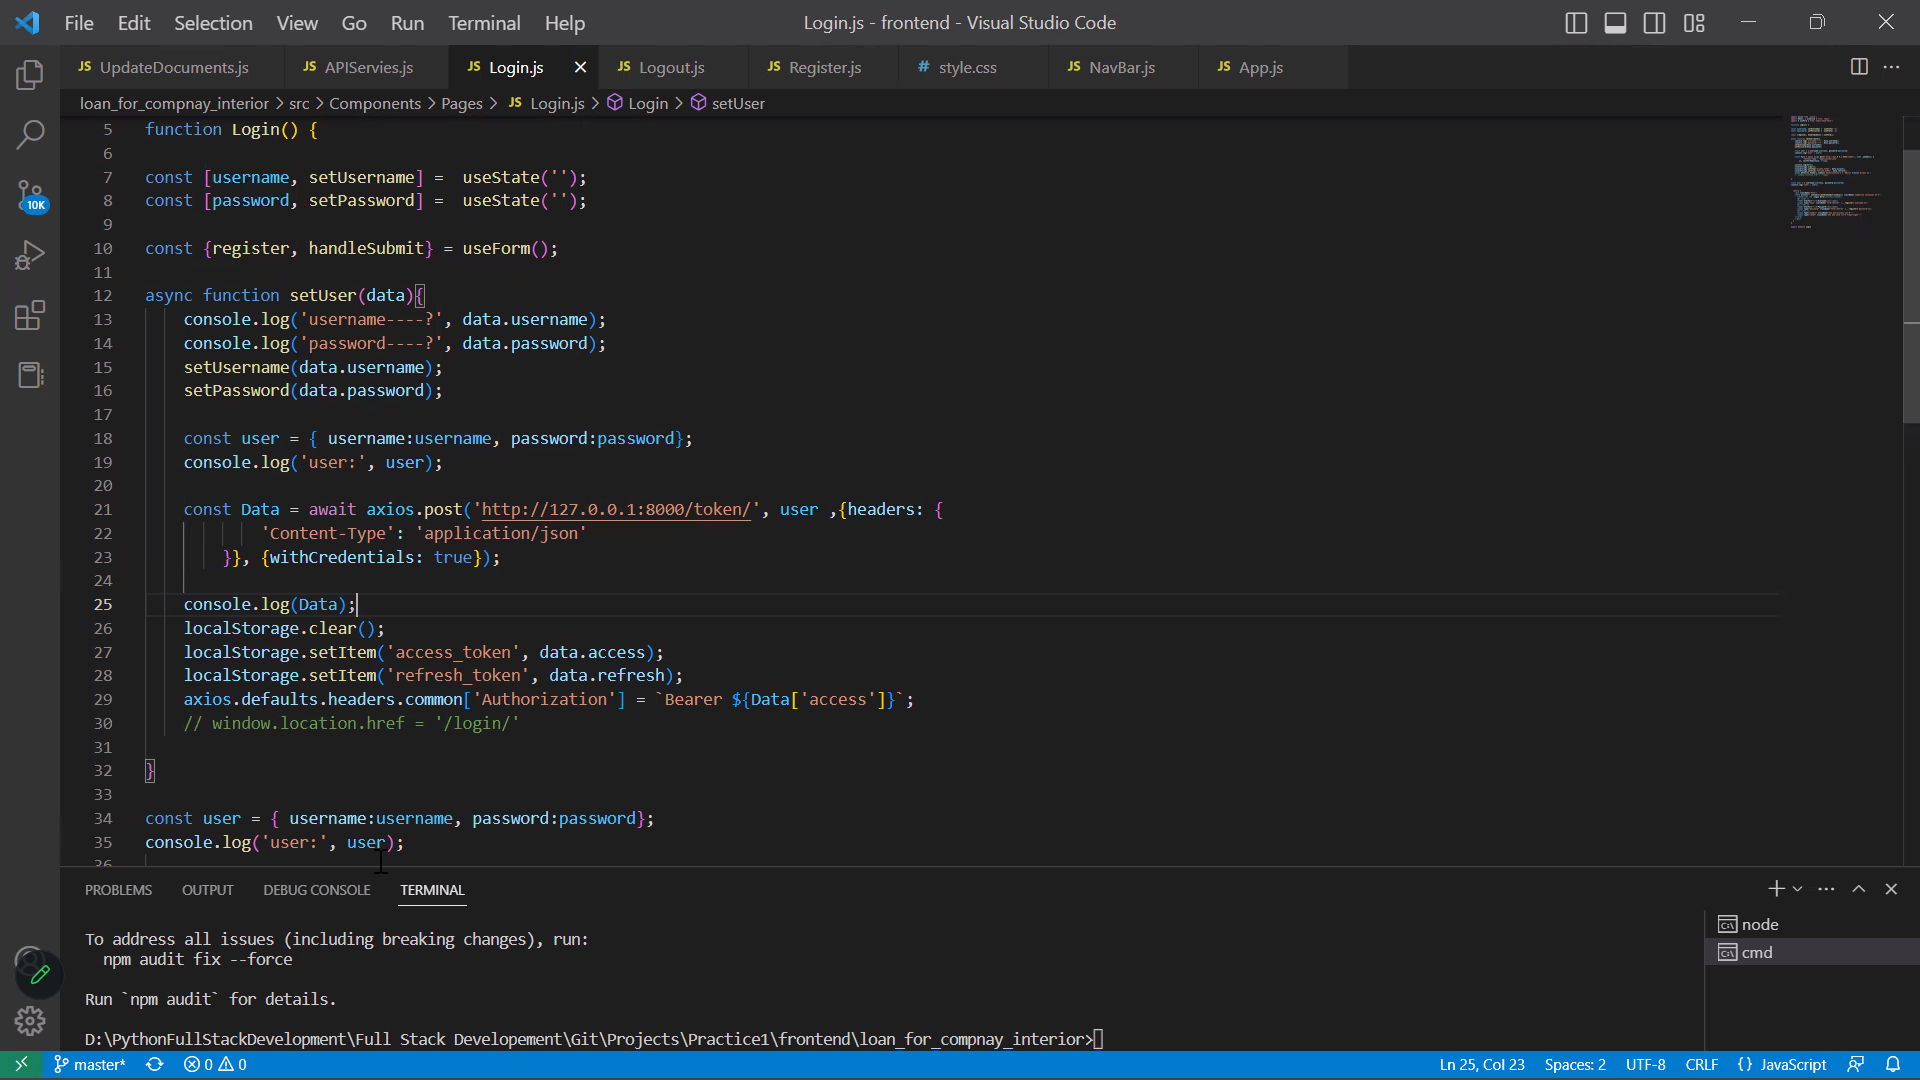 File Edit Selection View Go Run Terminal Help Login.js - frontend - Visual Studio Code
JS UpdateDocuments.js JS APIServies.js JS Login.js JS Logout.js JS Register.js # style.css JS NavBar.js JS App.js
loan_for_compnay_interior > src > Components > Pages > JS Login.js > Login > setUser
5 function Login() {
6
7 const [username, setUsername] =  useState('');
8 const [password, setPassword] =  useState('');
9
10 const {register, handleSubmit} = useForm();
11
12 async function setUser(data){
13 console.log('username----?', data.username);
14 console.log('password----?', data.password);
15 setUsername(data.username);
16 setPassword(data.password);
17
18 const user = { username:username, password:password};
19 console.log('user:', user);
20
21 const Data = await axios.post('http://127.0.0.1:8000/token/', user ,{headers: {
22 'Content-Type': 'application/json'
23 }}, {withCredentials: true});
24
25 console.log(Data);
26 localStorage.clear();
27 localStorage.setItem('access_token', data.access);
28 localStorage.setItem('refresh_token', data.refresh);
29 axios.defaults.headers.common['Authorization'] = `Bearer ${Data['access']}`;
30 // window.location.href = '/login/'
31
32 }
33
34 const user = { username:username, password:password};
35 console.log('user:', user);
36
10K
PROBLEMS OUTPUT DEBUG CONSOLE TERMINAL
To address all issues (including breaking changes), run:
npm audit fix --force
Run `npm audit` for details.
D:\PythonFullStackDevelopment\Full Stack Developement\Git\Projects\Practice1\frontend\loan_for_compnay_interior>
node
cmd
master* 0 0 Ln 25, Col 23 Spaces: 2 UTF-8 CRLF {} JavaScript